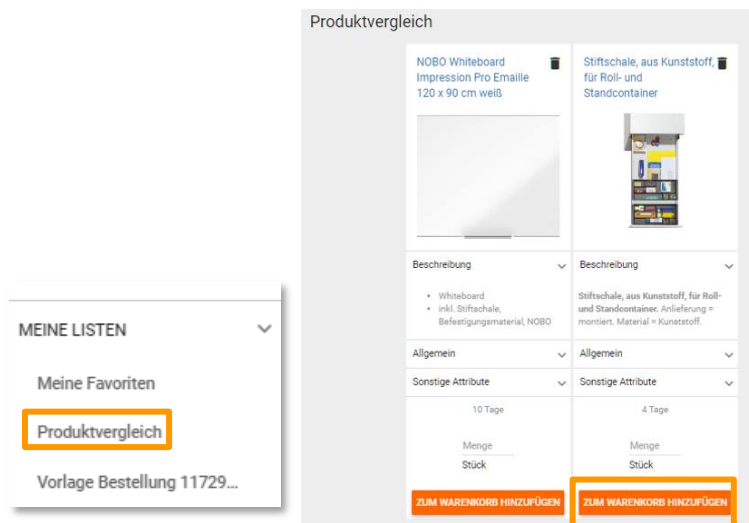 Produktvergleich
NOBO Whiteboard
Impression Pro Emaille
120 x 90 cm weiß
Stiftschale, aus Kunststoff,
für Roll- und
Standcontainer
Beschreibung
Beschreibung
• Whiteboard
• inkl. Stiftschale,
Befestigungsmaterial, NOBO
Stiftschale, aus Kunststoff, für Roll-
und Standcontainer. Anlieferung =
montiert. Material = Kunststoff.
Allgemein
Allgemein
Sonstige Attribute
Sonstige Attribute
10 Tage
4 Tage
Menge
Menge
Stück
Stück
ZUM WARENKORB HINZUFÜGEN
ZUM WARENKORB HINZUFÜGEN
MEINE LISTEN
Meine Favoriten
Produktvergleich
Vorlage Bestellung 11729...